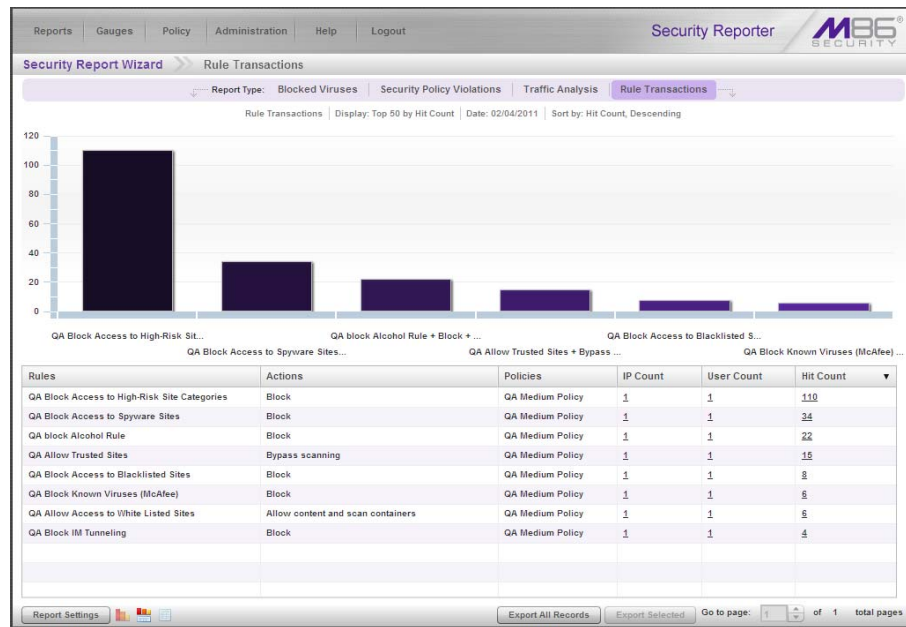 Reports Gauges Policy Administration Help Logout Security Reporter M86® SECURITY
Security Report Wizard Rule Transactions
Report Type: Blocked Viruses Security Policy Violations Traffic Analysis Rule Transactions
Rule Transactions Display: Top 50 by Hit Count Date: 02/04/2011 Sort by: Hit Count, Descending
120
100
80
60
40
20
0
QA Block Access to High-Risk Sit... QA block Alcohol Rule + Block + ... QA Block Access to Blacklisted S...
QA Block Access to Spyware Sites... QA Allow Trusted Sites + Bypass ... QA Block Known Viruses (McAfee) ...
Rules Actions Policies IP Count User Count Hit Count
QA Block Access to High-Risk Site Categories Block QA Medium Policy 1 1 110
QA Block Access to Spyware Sites Block QA Medium Policy 1 1 34
QA block Alcohol Rule Block QA Medium Policy 1 1 22
QA Allow Trusted Sites Bypass scanning QA Medium Policy 1 1 15
QA Block Access to Blacklisted Sites Block QA Medium Policy 1 1 8
QA Block Known Viruses (McAfee) Block QA Medium Policy 1 1 6
QA Allow Access to White Listed Sites Allow content and scan containers QA Medium Policy 1 1 6
QA Block IM Tunneling Block QA Medium Policy 1 1 4
Report Settings Export All Records Export Selected Go to page: 1 of 1 total pages